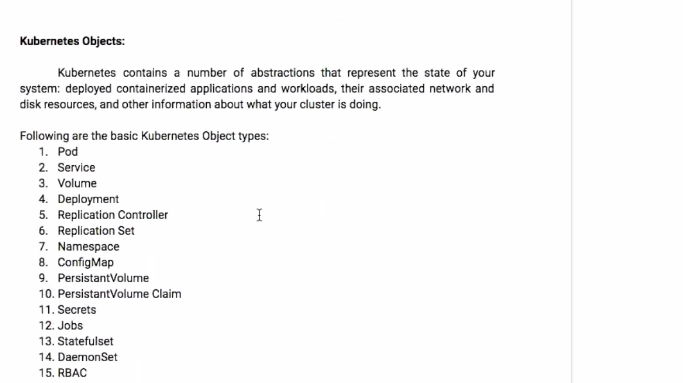 Kubernetes Objects:
Kubernetes contains a number of abstractions that represent the state of your
system: deployed containerized applications and workloads, their associated network and
disk resources, and other information about what your cluster is doing.
Following are the basic Kubernetes Object types:
1. Pod
2. Service
3. Volume
4. Deployment
5. Replication Controller
6. Replication Set
7. Namespace
8. ConfigMap
9. PersistantVolume
10. PersistantVolume Claim
11. Secrets
12. Jobs
13. Statefulset
14. DaemonSet
15. RBAC